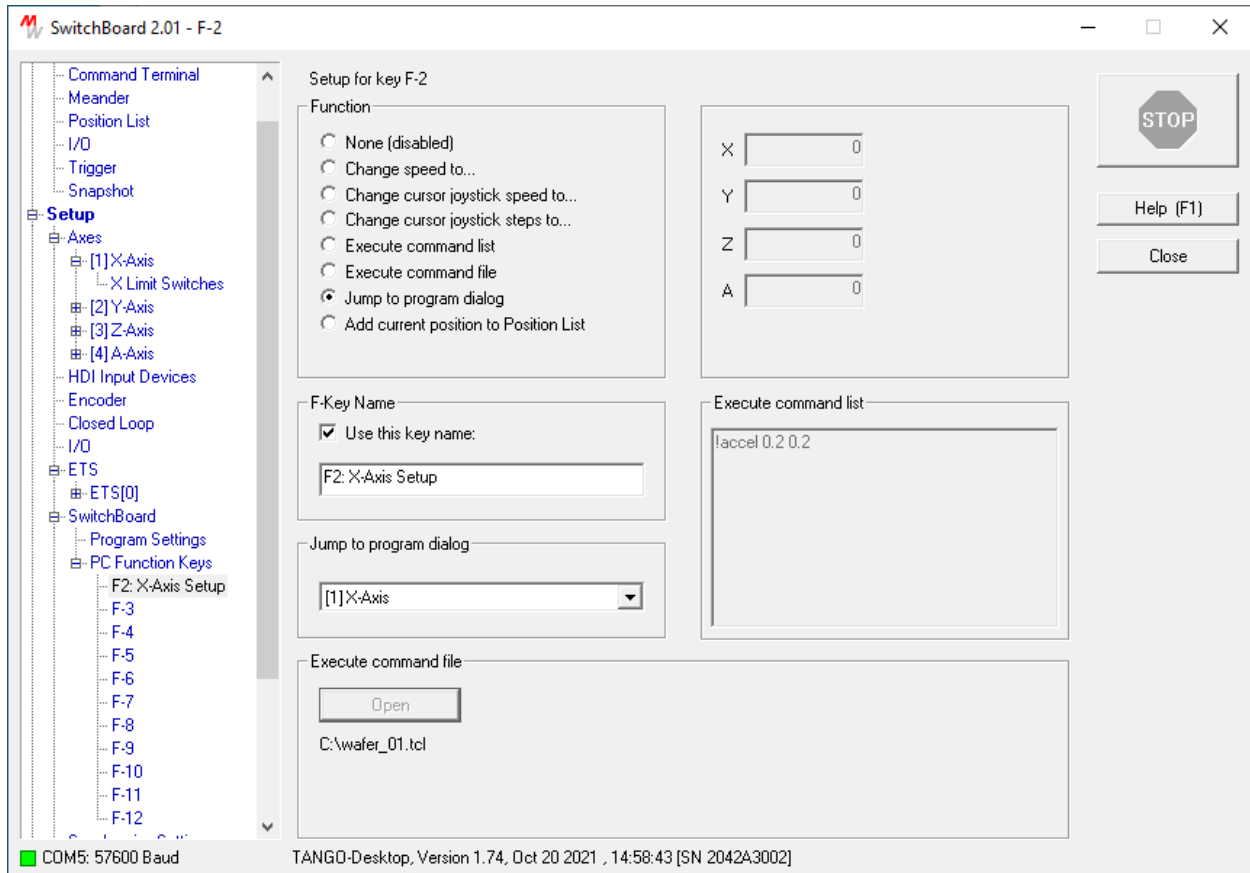 SwitchBoard 2.01 - F-2
Command Terminal
Meander
Position List
I/O
Trigger
Snapshot
Setup
Axes
[1] X-Axis
X Limit Switches
[2] Y-Axis
[3] Z-Axis
[4] A-Axis
HDI Input Devices
Encoder
Closed Loop
I/O
ETS
ETS[0]
SwitchBoard
Program Settings
PC Function Keys
F2: X-Axis Setup
F-3
F-4
F-5
F-6
F-7
F-8
F-9
F-10
F-11
F-12
Setup for key F-2
Function
None (disabled)
Change speed to...
Change cursor joystick speed to...
Change cursor joystick steps to...
Execute command list
Execute command file
Jump to program dialog
Add current position to Position List
X 0
Y 0
Z 0
A 0
F-Key Name
Use this key name:
F2: X-Axis Setup
Jump to program dialog
[1] X-Axis
Execute command list
!accel 0.2 0.2
Execute command file
Open
C:\wafer_01.tcl
STOP
Help (F1)
Close
COM5: 57600 Baud
TANGO-Desktop, Version 1.74, Oct 20 2021 , 14:58:43 [SN 2042A3002]